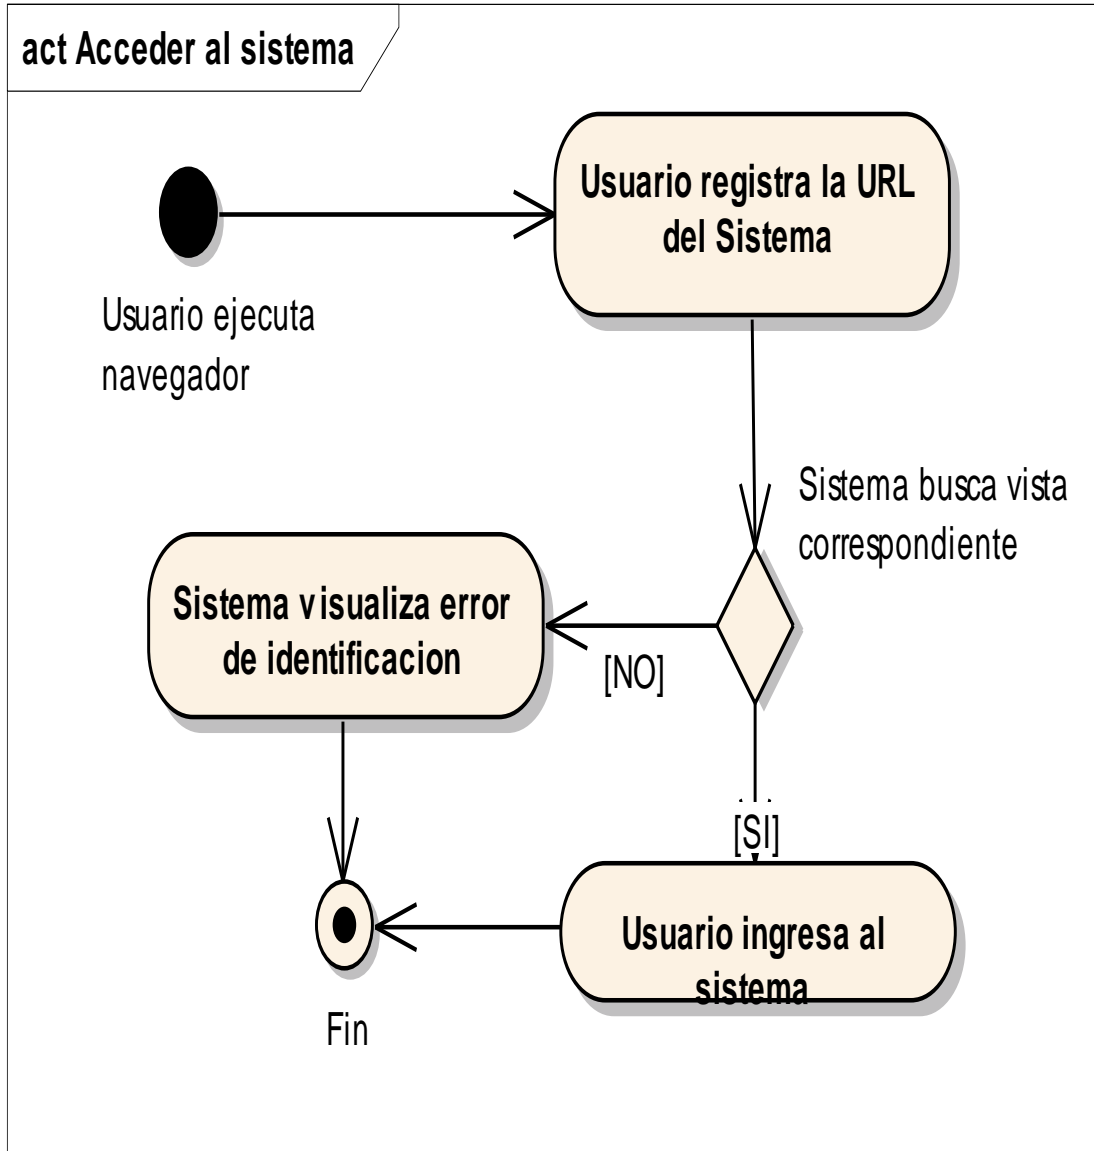 act Acceder al sistema
Usuario registra la URL
del Sistema
Usuario ejecuta
navegador
Sistema busca vista
correspondiente
Sistema visualiza error
de identificacion
[NO]
[SI]
Usuario ingresa al
sistema
Fin